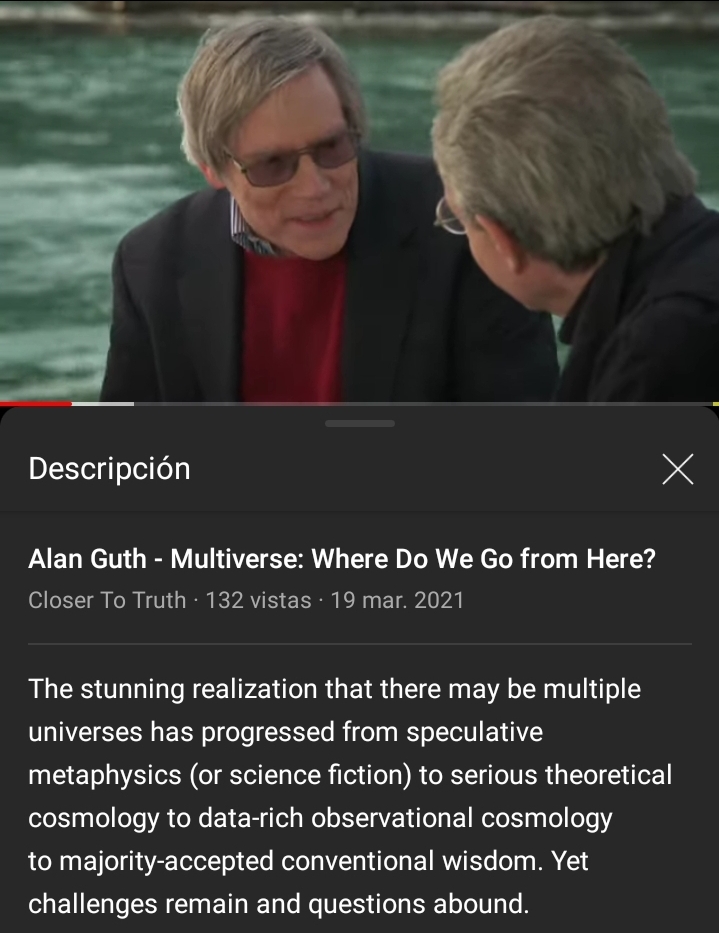 Descripción
Alan Guth - Multiverse: Where Do We Go from Here?
Closer To Truth · 132 vistas · 19 mar. 2021
The stunning realization that there may be multiple
universes has progressed from speculative
metaphysics (or science fiction) to serious theoretical
cosmology to data-rich observational cosmology
to majority-accepted conventional wisdom. Yet
challenges remain and questions abound.